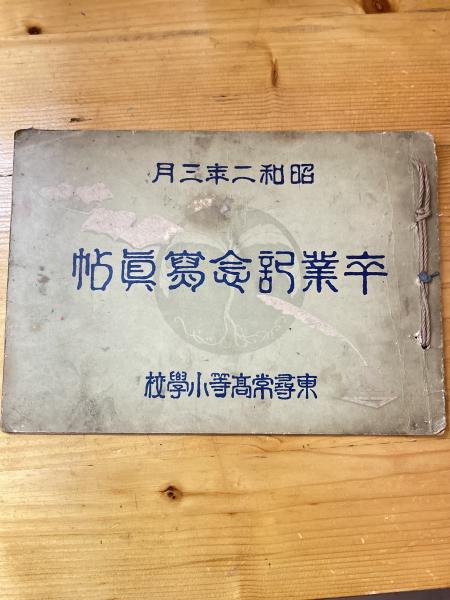 昭和二年三月
卒業記念寫眞帖
東尋常高等小學校